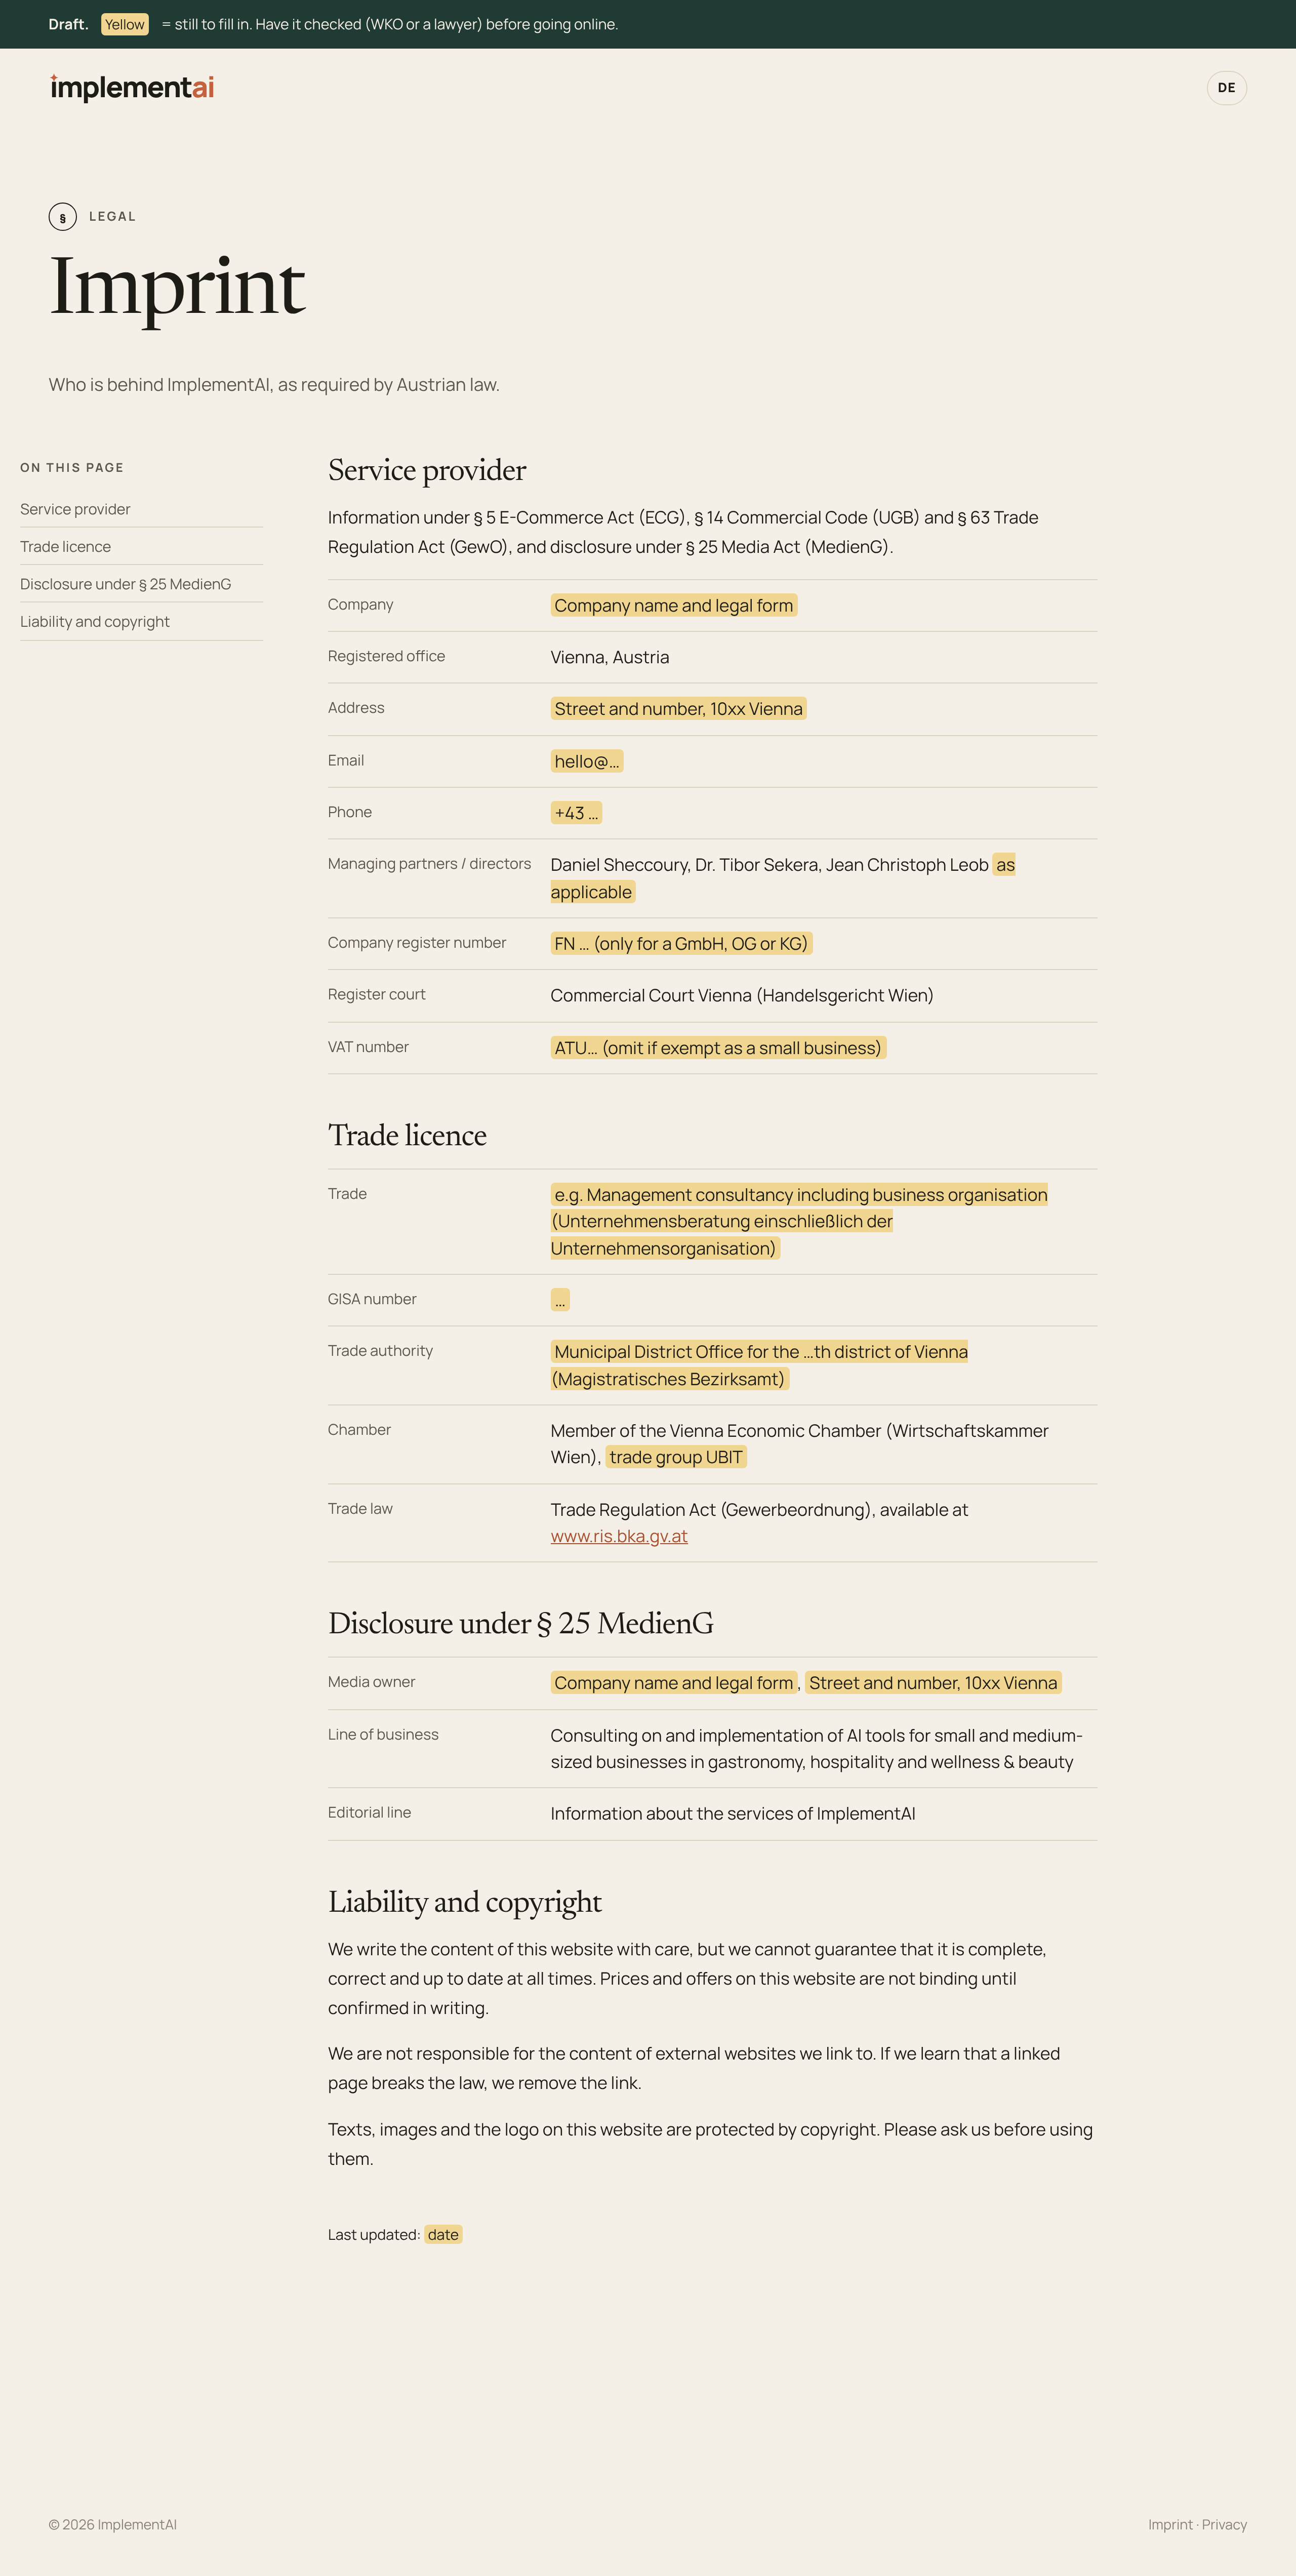 Draft. Yellow = still to fill in. Have it checked (WKO or a lawyer) before going online.
implementai
DE
§ LEGAL
Imprint
Who is behind ImplementAI, as required by Austrian law.
ON THIS PAGE
Service provider
Trade licence
Disclosure under § 25 MedienG
Liability and copyright
Service provider
Information under § 5 E-Commerce Act (ECG), § 14 Commercial Code (UGB) and § 63 Trade
Regulation Act (GewO), and disclosure under § 25 Media Act (MedienG).
Company Company name and legal form
Registered office Vienna, Austria
Address Street and number, 10xx Vienna
Email hello@…
Phone +43 …
Managing partners / directors Daniel Sheccoury, Dr. Tibor Sekera, Jean Christoph Leob as
applicable
Company register number FN … (only for a GmbH, OG or KG)
Register court Commercial Court Vienna (Handelsgericht Wien)
VAT number ATU… (omit if exempt as a small business)
Trade licence
Trade e.g. Management consultancy including business organisation
(Unternehmensberatung einschließlich der
Unternehmensorganisation)
GISA number …
Trade authority Municipal District Office for the …th district of Vienna
(Magistratisches Bezirksamt)
Chamber Member of the Vienna Economic Chamber (Wirtschaftskammer
Wien), trade group UBIT
Trade law Trade Regulation Act (Gewerbeordnung), available at
www.ris.bka.gv.at
Disclosure under § 25 MedienG
Media owner Company name and legal form, Street and number, 10xx Vienna
Line of business Consulting on and implementation of AI tools for small and medium-
sized businesses in gastronomy, hospitality and wellness & beauty
Editorial line Information about the services of ImplementAI
Liability and copyright
We write the content of this website with care, but we cannot guarantee that it is complete,
correct and up to date at all times. Prices and offers on this website are not binding until
confirmed in writing.
We are not responsible for the content of external websites we link to. If we learn that a linked
page breaks the law, we remove the link.
Texts, images and the logo on this website are protected by copyright. Please ask us before using
them.
Last updated: date
© 2026 ImplementAI
Imprint · Privacy